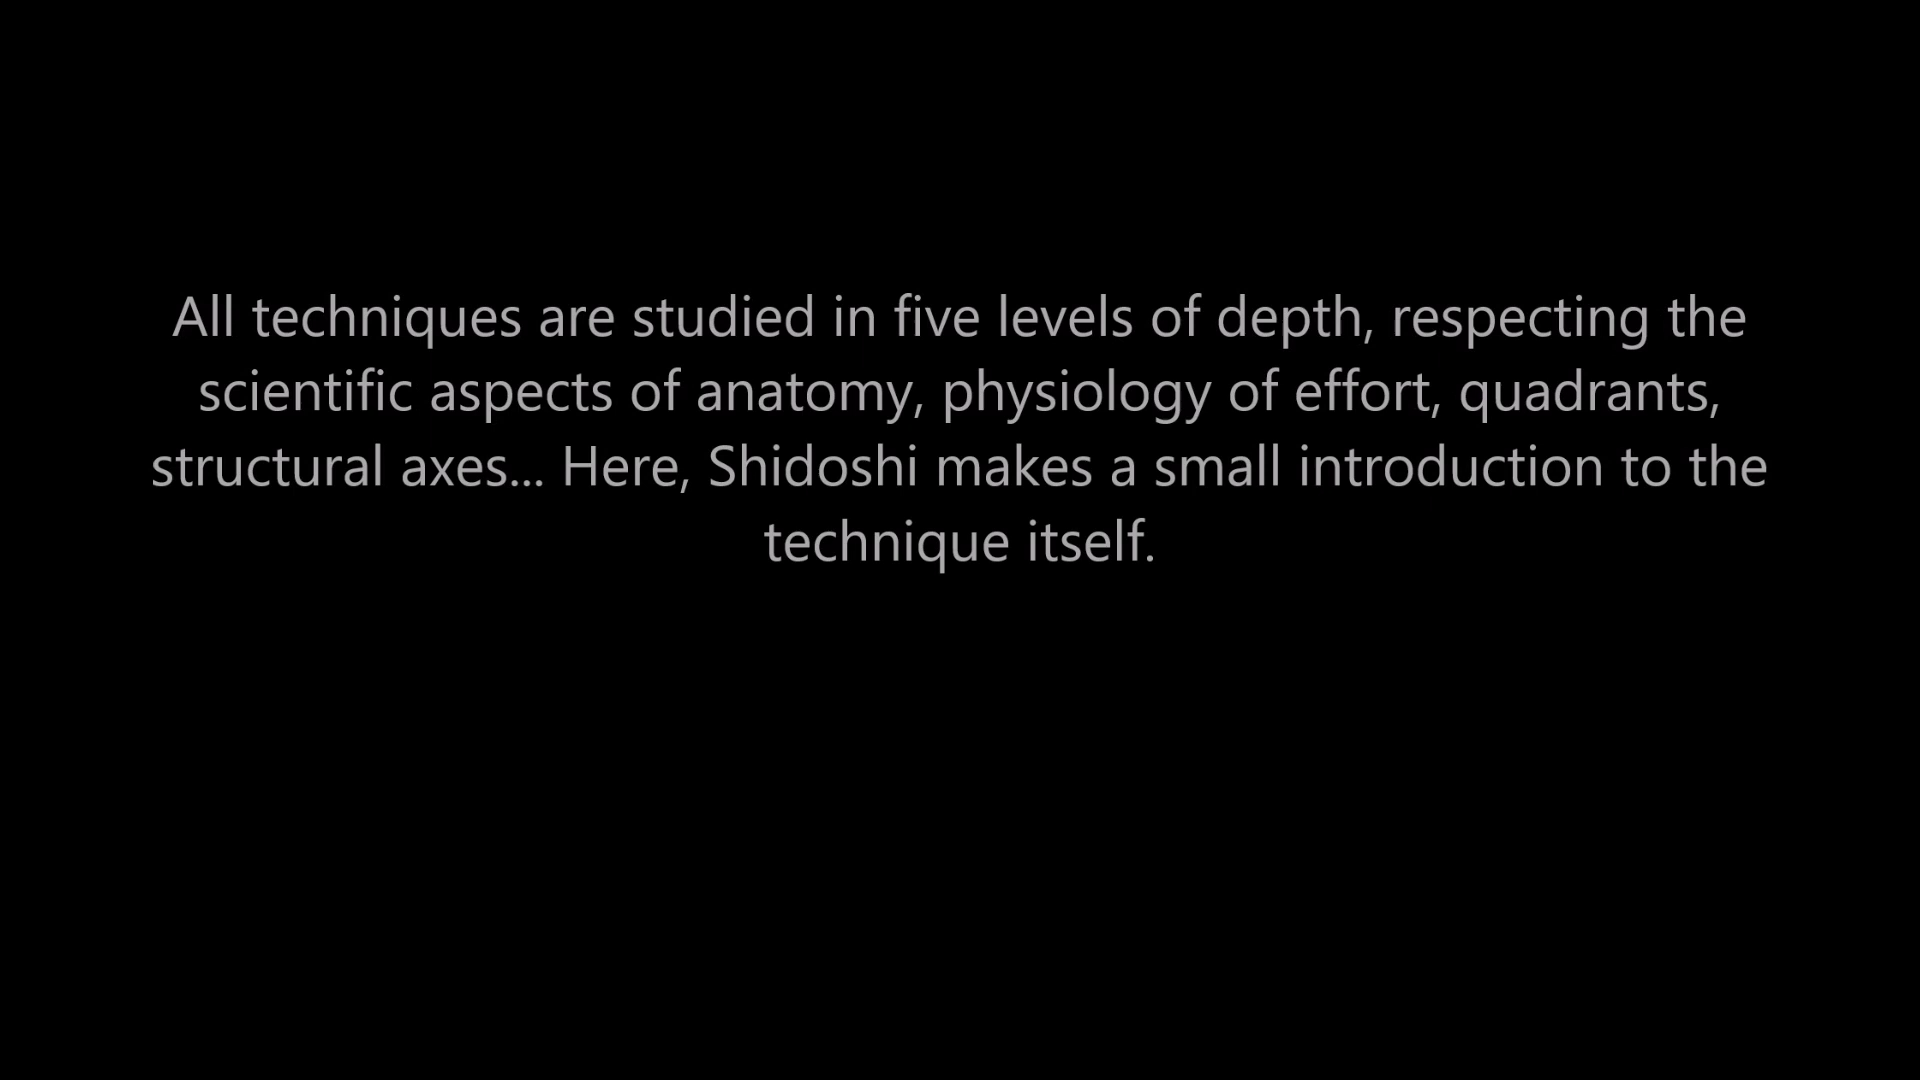 All techniques are studied in five levels of depth, respecting the
scientific aspects of anatomy, physiology of effort, quadrants,
structural axes... Here, Shidoshi makes a small introduction to the
technique itself.